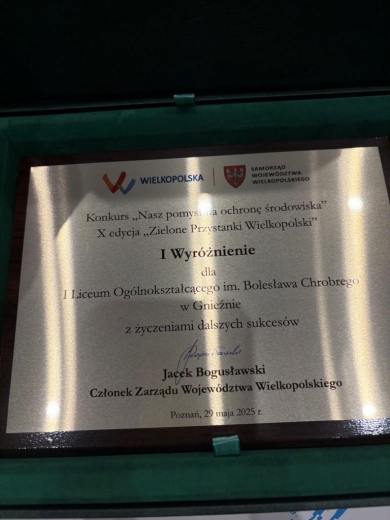 WIELKOPOLSKA
SAMORZĄD
WOJEWÓDZTWA
WIELKOPOLSKIEGO
Konkurs „Nasz pomysł na ochronę środowiska”
X edycja „Zielone Przystanki Wielkopolski”
I Wyróżnienie
dla
I Liceum Ogólnokształcącego im. Bolesława Chrobrego
w Gnieźnie
z życzeniami dalszych sukcesów
Jacek Bogusławski
Członek Zarządu Województwa Wielkopolskiego
Poznań, 29 maja 2025 r.